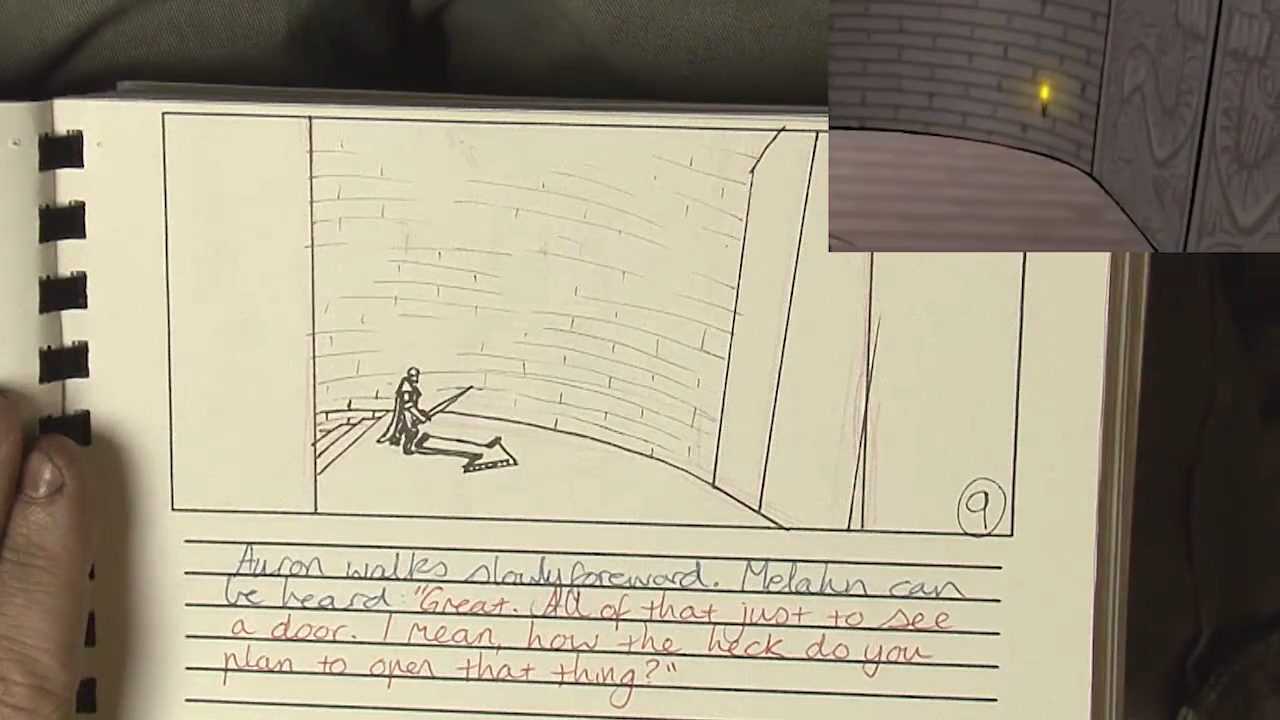 9
Auron walks slowly foreward. Melahn can
be heard "Great. All of that just to see
a door. I mean, how the heck do you
plan to open that thing?"